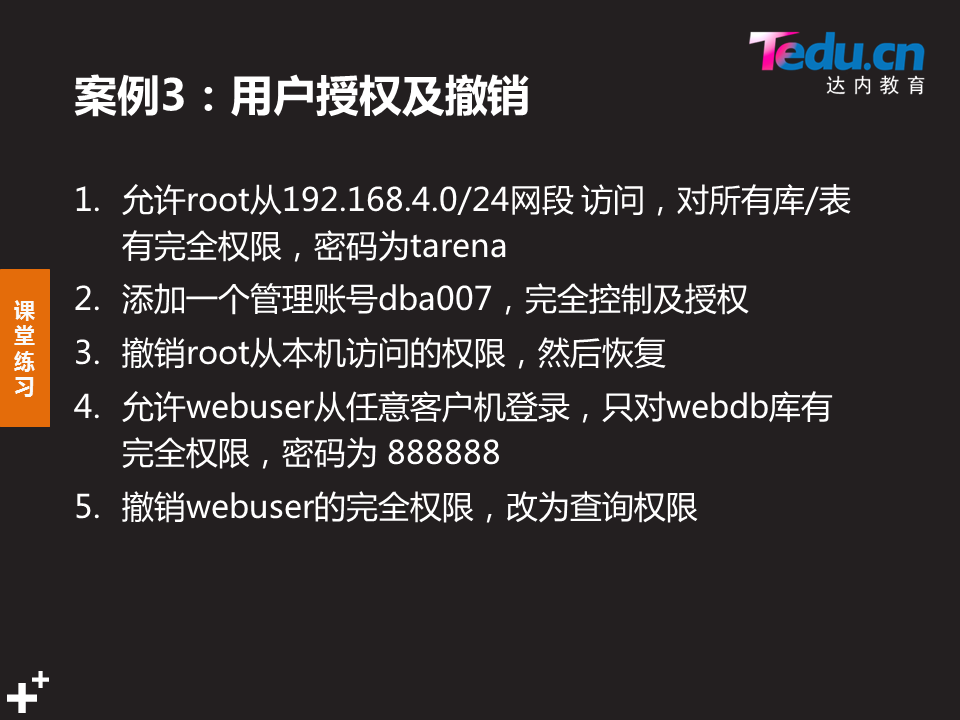 Tedu.cn
达内教育
案例3：用户授权及撤销
1. 允许root从192.168.4.0/24网段 访问，对所有库/表
有完全权限，密码为tarena
2. 添加一个管理账号dba007，完全控制及授权
3. 撤销root从本机访问的权限，然后恢复
4. 允许webuser从任意客户机登录，只对webdb库有
完全权限，密码为 888888
5. 撤销webuser的完全权限，改为查询权限
课
堂
练
习